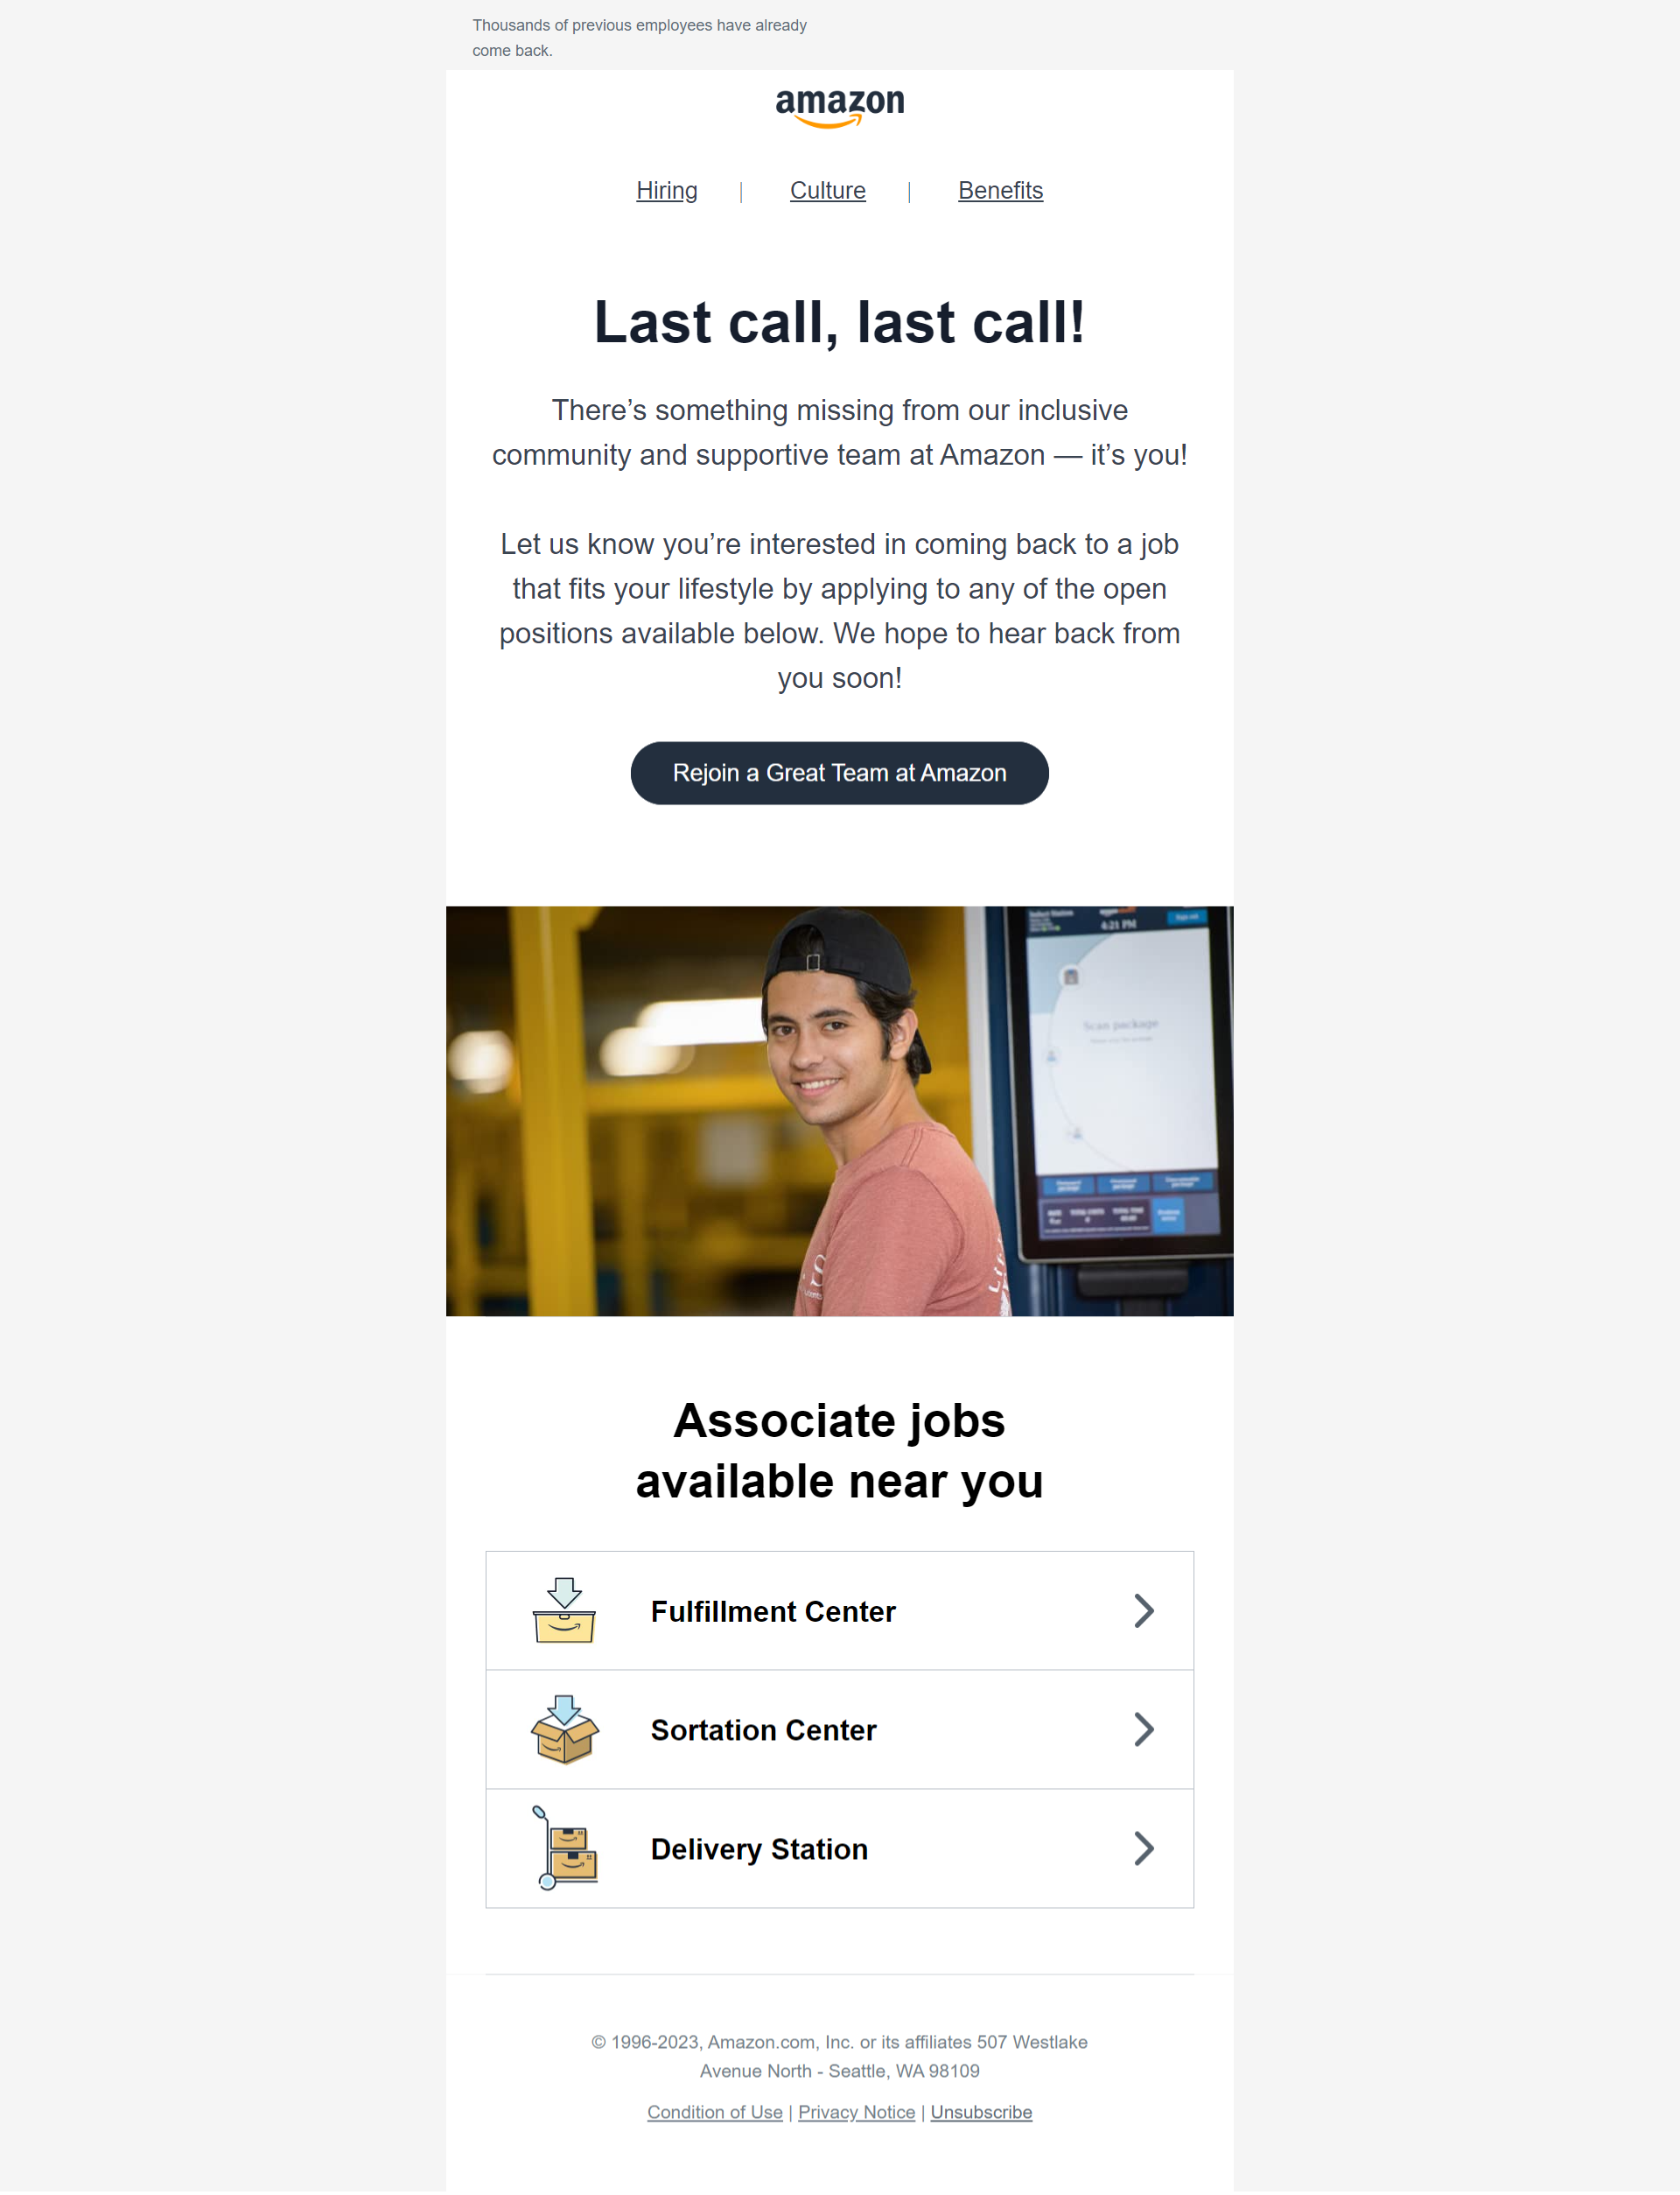 Thousands of previous employees have already
come back.
amazon
Hiring | Culture | Benefits
Last call, last call!
There’s something missing from our inclusive
community and supportive team at Amazon — it’s you!
Let us know you’re interested in coming back to a job
that fits your lifestyle by applying to any of the open
positions available below. We hope to hear back from
you soon!
Rejoin a Great Team at Amazon
4:21 PM
Scan package
Associate jobs
available near you
Fulfillment Center
Sortation Center
Delivery Station
© 1996-2023, Amazon.com, Inc. or its affiliates 507 Westlake
Avenue North - Seattle, WA 98109
Condition of Use | Privacy Notice | Unsubscribe